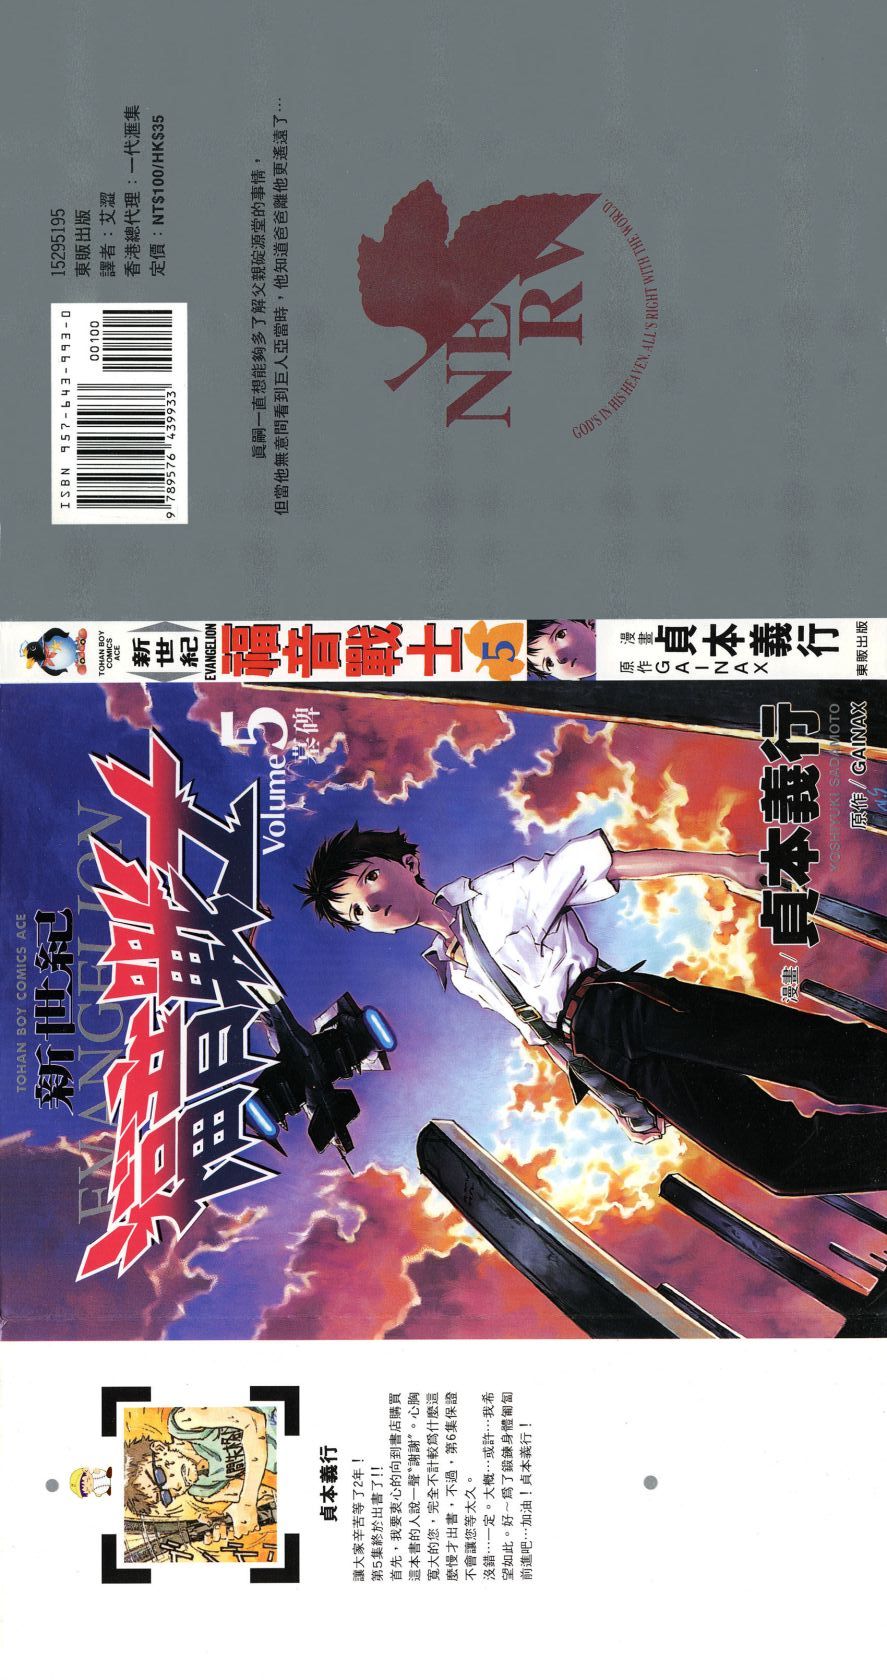 15295195
東販出版
譯者：艾澀
香港總代理：一代滙集
定價：NT$100/HK$35
ISBN 957-643-993-0
00100
9 789576 439933
眞嗣一直想能夠多了解父親碇源堂的事情，
但當他無意間看到巨人亞當時，他知道爸爸離他更遙遠了…
NERV
GOD'S IN HIS HEAVEN. ALL'S RIGHT WITH THE WORLD.
TOHAN BOY
COMICS
ACE
新世紀
EVANGELION
福音戰士
5
漫畫 貞本義行
原作 GAINAX
東販出版
TOHAN BOY COMICS ACE
新世紀
EVANGELION
福音戰士
Volume 5
墓碑
漫畫/貞本義行
YOSHIYUKI SADAMOTO
原作/GAINAX
貞本義行
讓大家辛苦等了2年！
第5集終於出書了!!
首先，我要衷心的向到書店購買
這本書的人說一聲〝謝謝〞。心胸
寬大的您，完全不計較爲什麼這
麼慢才出書，不過，第6集保證
不會讓您等太久。
沒錯…一定。大概…或許…我希
望如此。好～爲了鍛鍊身體匍匐
前進吧…加油！貞本義行！